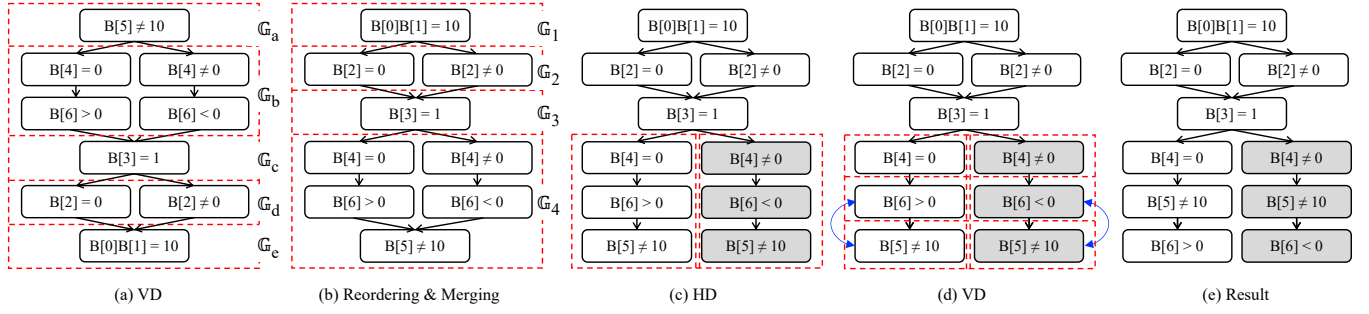 B[5] ≠ 10
𝔾a
B[4] = 0
B[4] ≠ 0
𝔾b
B[6] > 0
B[6] < 0
B[3] = 1
𝔾c
B[2] = 0
B[2] ≠ 0
𝔾d
B[0]B[1] = 10
𝔾e
(a) VD
B[0]B[1] = 10
𝔾1
B[2] = 0
B[2] ≠ 0
𝔾2
B[3] = 1
𝔾3
B[4] = 0
B[4] ≠ 0
B[6] > 0
B[6] < 0
𝔾4
B[5] ≠ 10
(b) Reordering & Merging
B[0]B[1] = 10
B[2] = 0
B[2] ≠ 0
B[3] = 1
B[4] = 0
B[4] ≠ 0
B[6] > 0
B[6] < 0
B[5] ≠ 10
B[5] ≠ 10
(c) HD
B[0]B[1] = 10
B[2] = 0
B[2] ≠ 0
B[3] = 1
B[4] = 0
B[4] ≠ 0
B[6] > 0
B[6] < 0
B[5] ≠ 10
B[5] ≠ 10
(d) VD
B[0]B[1] = 10
B[2] = 0
B[2] ≠ 0
B[3] = 1
B[4] = 0
B[4] ≠ 0
B[5] ≠ 10
B[5] ≠ 10
B[6] > 0
B[6] < 0
(e) Result